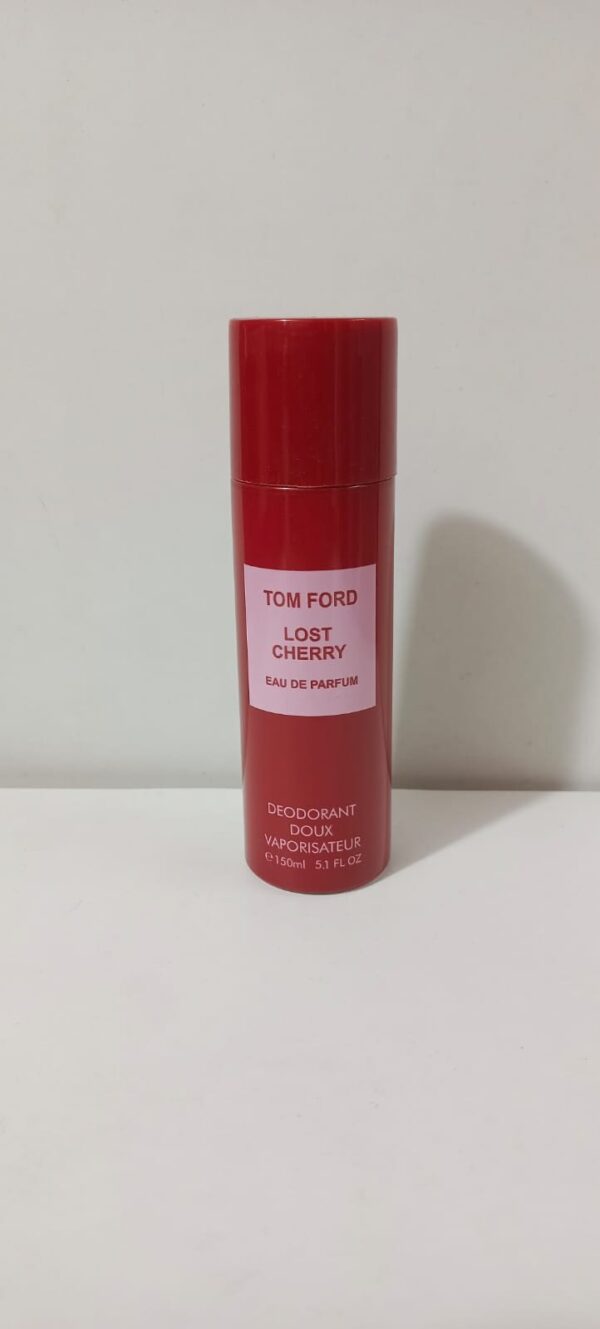 TOM FORD
LOST
CHERRY
EAU DE PARFUM
DEODORANT
DOUX
VAPORISATEUR
℮150ml 5.1 FL OZ